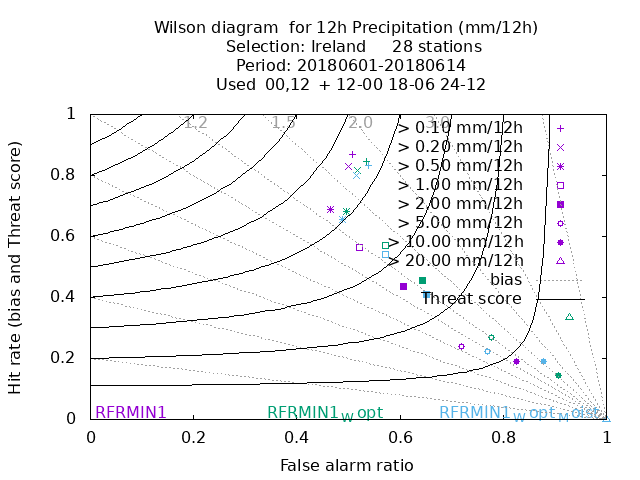 Wilson diagram  for 12h Precipitation (mm/12h)
Selection: Ireland     28 stations
Period: 20180601-20180614
Used  00,12  + 12-00 18-06 24-12
Hit rate (bias and Threat score)
1
0.8
0.6
0.4
0.2
0
1.2
1.5
2.0
3.0
> 0.10 mm/12h
> 0.20 mm/12h
> 0.50 mm/12h
> 1.00 mm/12h
> 2.00 mm/12h
> 5.00 mm/12h
> 10.00 mm/12h
> 20.00 mm/12h
bias
Threat score
RFRMIN1 RFRMIN1W opt RFRMIN1W opt
0 0.2 0.4 0.6 0.8 1
False alarm ratio